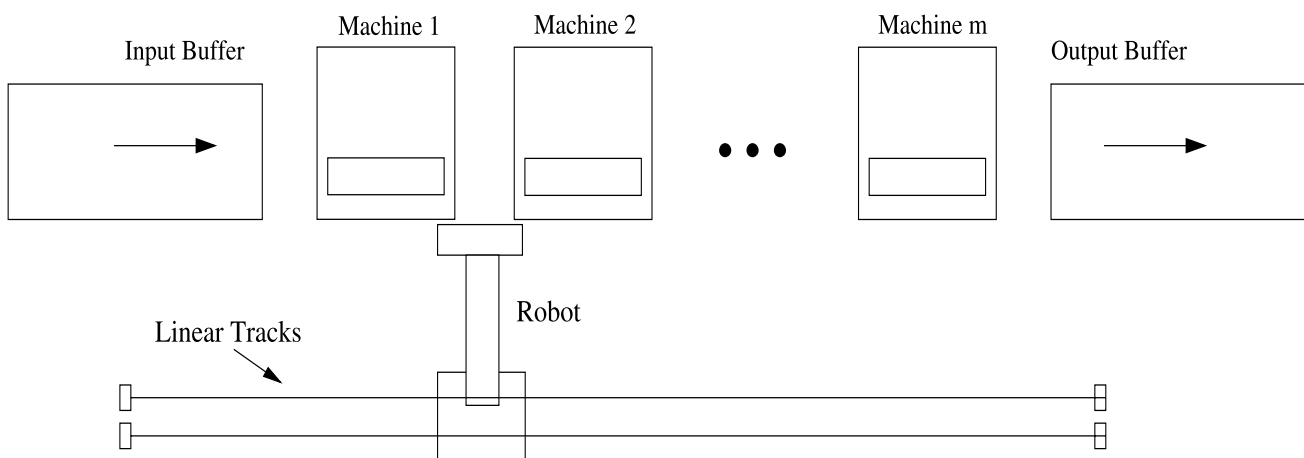 Input Buffer
Machine 1
Machine 2
Machine m
Output Buffer
Robot
Linear Tracks